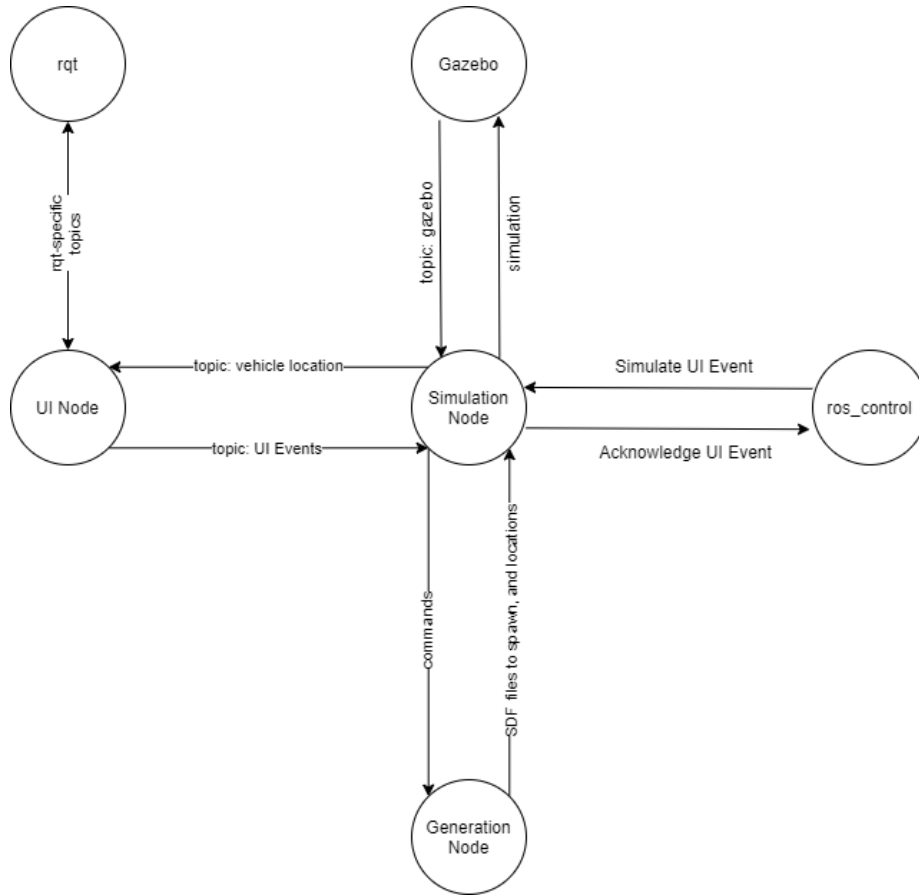 rqt
Gazebo
rqt-specific
topics
topic: gazebo
simulation
topic: vehicle location
Simulate UI Event
UI Node
Simulation
Node
ros_control
topic: UI Events
Acknowledge UI Event
commands
SDF files to spawn, and locations
Generation
Node